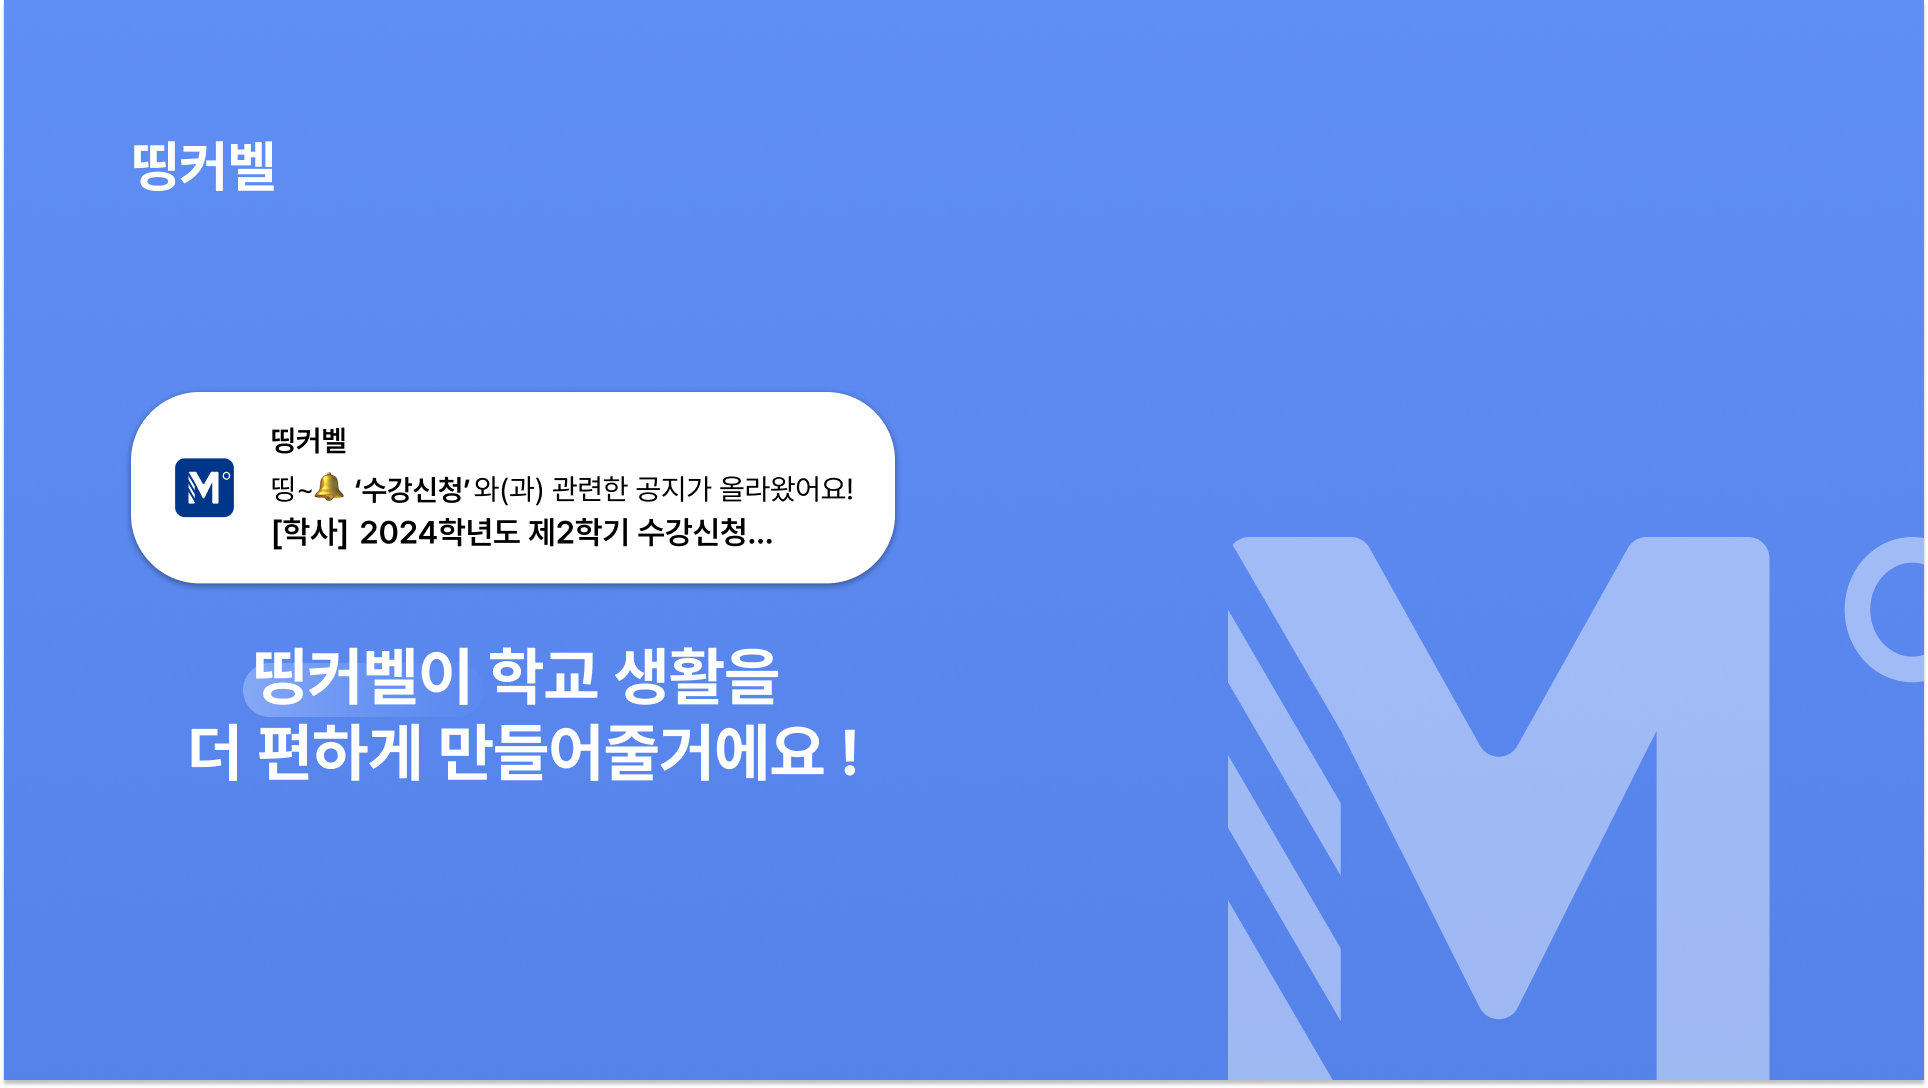 띵커벨
띵커벨
띵~🔔 ‘수강신청’ 와(과) 관련한 공지가 올라왔어요!
[학사] 2024학년도 제2학기 수강신청...
띵커벨이 학교 생활을
더 편하게 만들어줄거에요 !
M